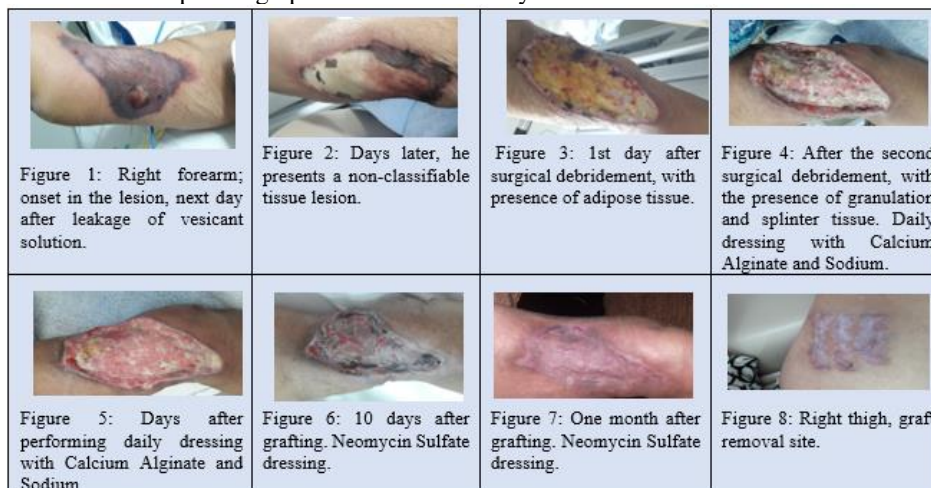 Figure 1: Right forearm;
onset in the lesion, next day
after leakage of vesicant
solution.
Figure 2: Days later, he
presents a non-classifiable
tissue lesion.
Figure 3: 1st day after
surgical debridement, with
presence of adipose tissue.
Figure 4: After the second
surgical debridement, with
the presence of granulation
and splinter tissue. Daily
dressing with Calcium
Alginate and Sodium.
Figure 5: Days after
performing daily dressing
with Calcium Alginate and
Sodium
Figure 6: 10 days after
grafting. Neomycin Sulfate
dressing.
Figure 7: One month after
grafting. Neomycin Sulfate
dressing.
Figure 8: Right thigh, graft
removal site.